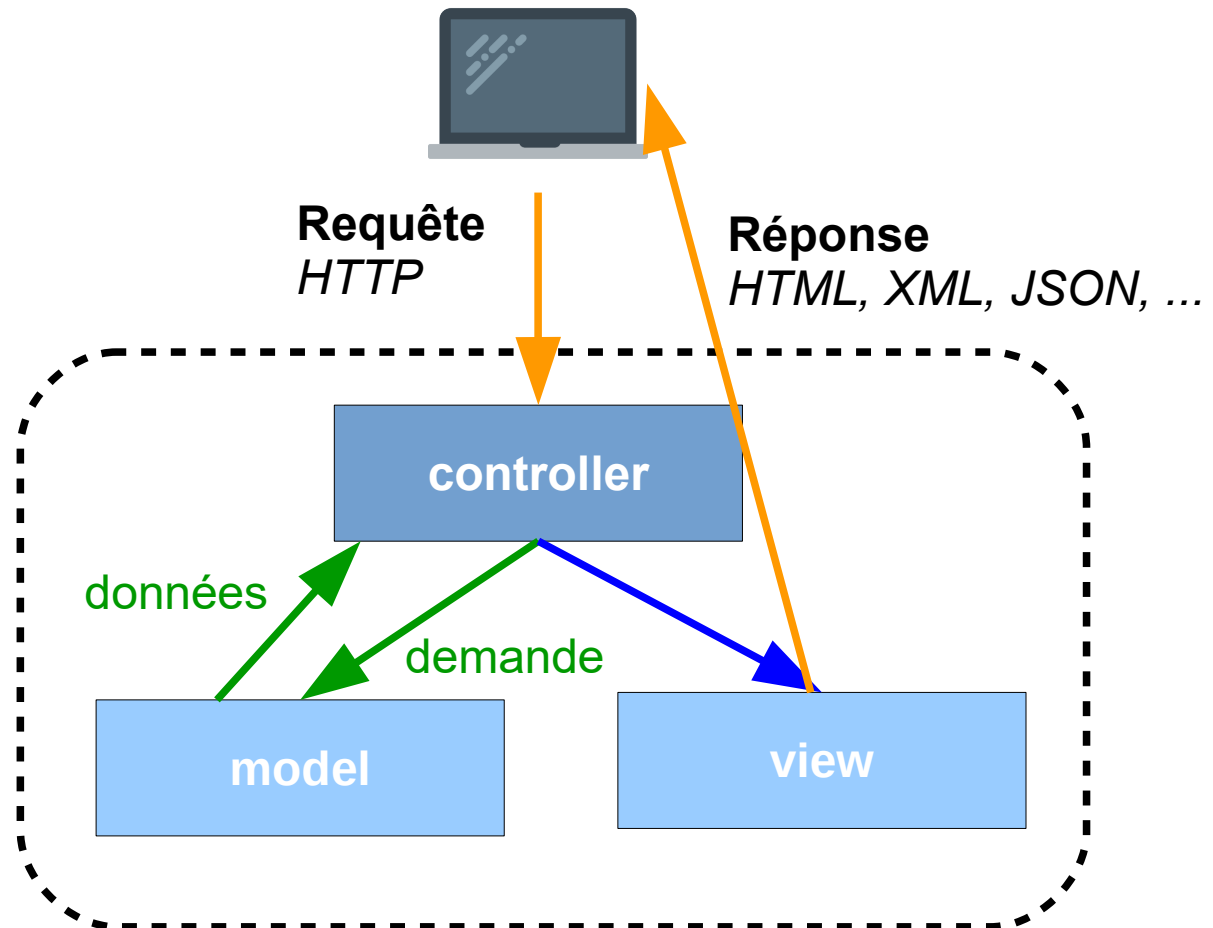 Requête
HTTP
Réponse
HTML, XML, JSON, ...
controller
données
demande
model
view